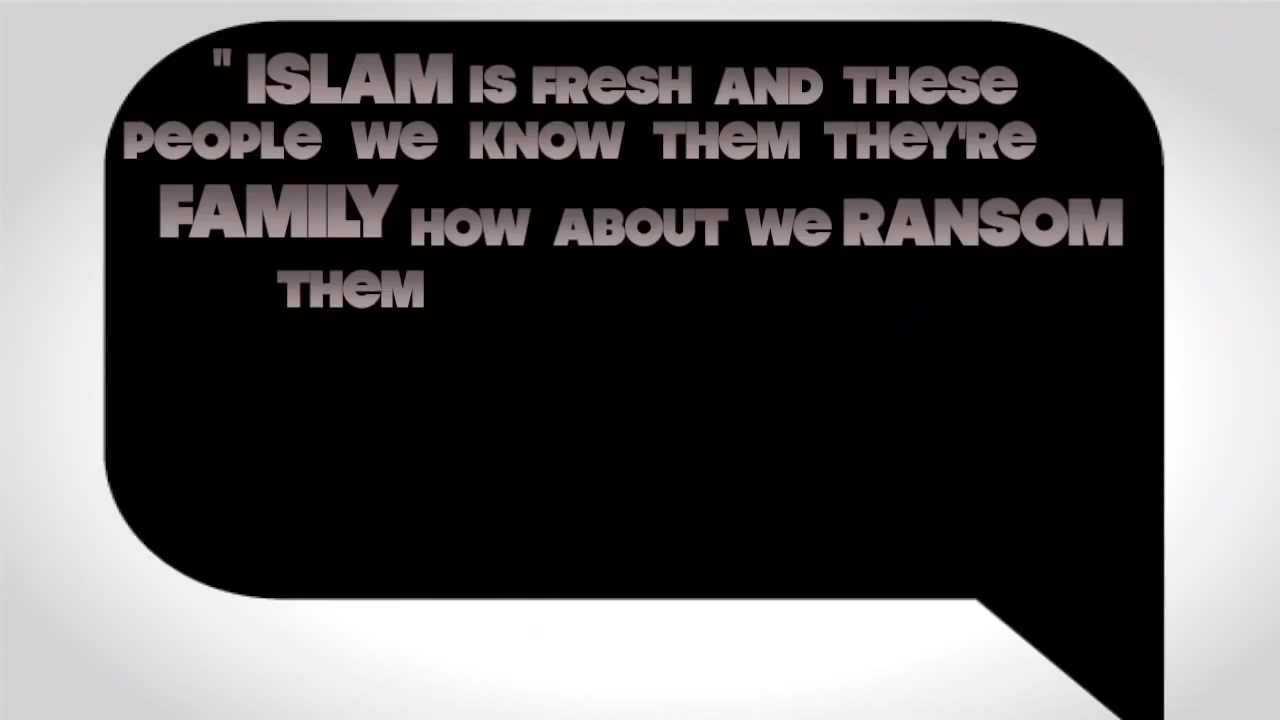 " ISLAM IS FRESH AND THESE
PEOPLE WE KNOW THEM THEY'RE
FAMILY HOW ABOUT WE RANSOM
THEM